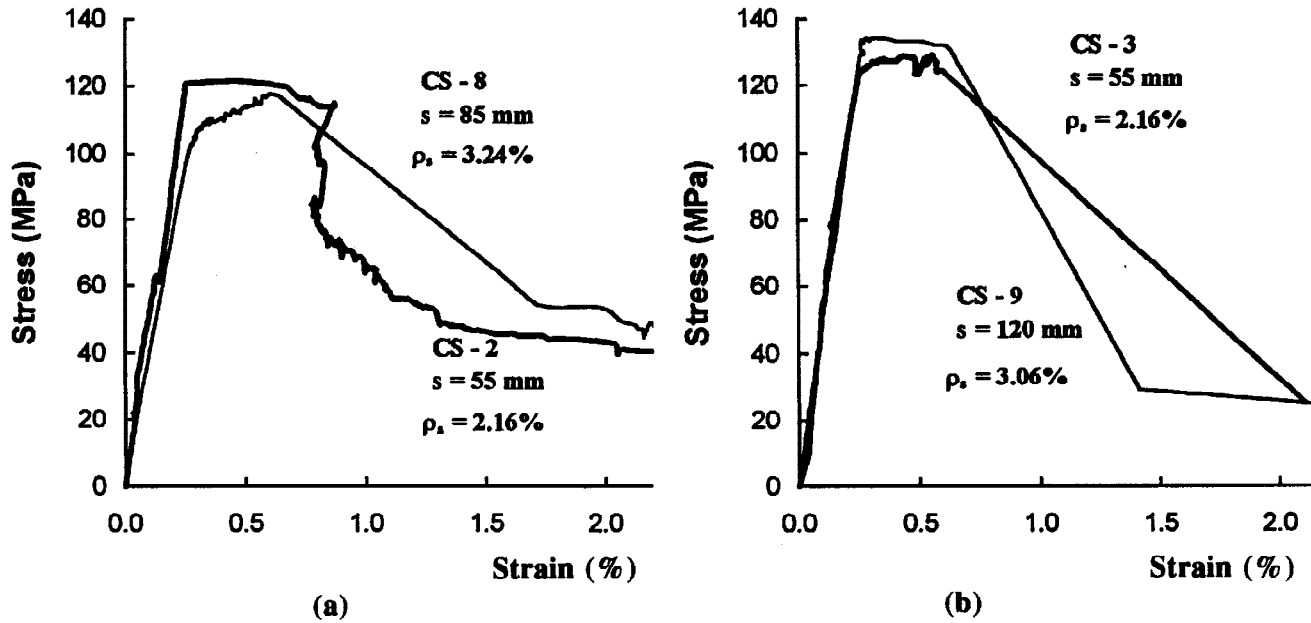 140
120
100
80
60
40
20
0
Stress (MPa)
CS - 8
s = 85 mm
ρs = 3.24%
CS - 2
s = 55 mm
ρs = 2.16%
0.0 0.5 1.0 1.5 2.0
Strain (%)
(a)
140
120
100
80
60
40
20
0
Stress (MPa)
CS - 3
s = 55 mm
ρs = 2.16%
CS - 9
s = 120 mm
ρs = 3.06%
0.0 0.5 1.0 1.5 2.0
Strain (%)
(b)